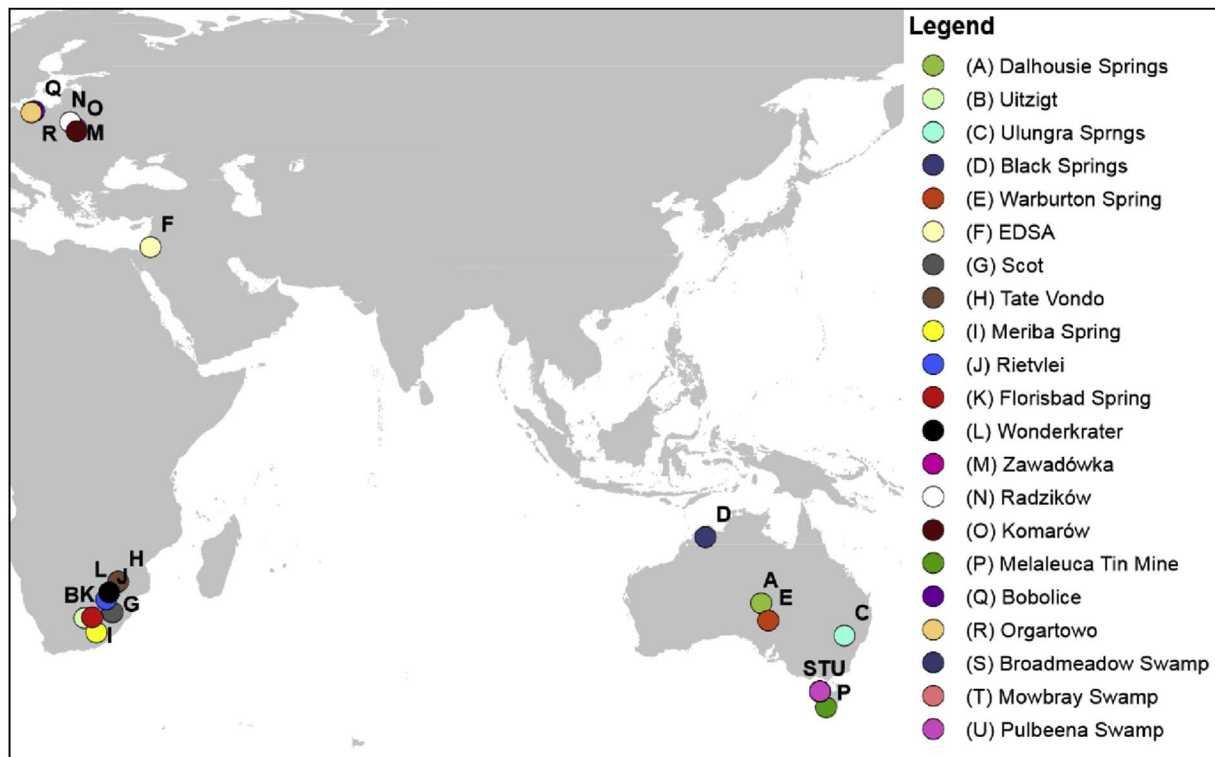 Legend
(A) Dalhousie Springs
(B) Uitzigt
(C) Ulungra Sprngs
(D) Black Springs
(E) Warburton Spring
(F) EDSA
(G) Scot
(H) Tate Vondo
(I) Meriba Spring
(J) Rietvlei
(K) Florisbad Spring
(L) Wonderkrater
(M) Zawadówka
(N) Radzików
(O) Komarów
(P) Melaleuca Tin Mine
(Q) Bobolice
(R) Orgartowo
(S) Broadmeadow Swamp
(T) Mowbray Swamp
(U) Pulbeena Swamp
Q
N O
R M
F
D
H
L J
A
BK G E
I C
STU
P